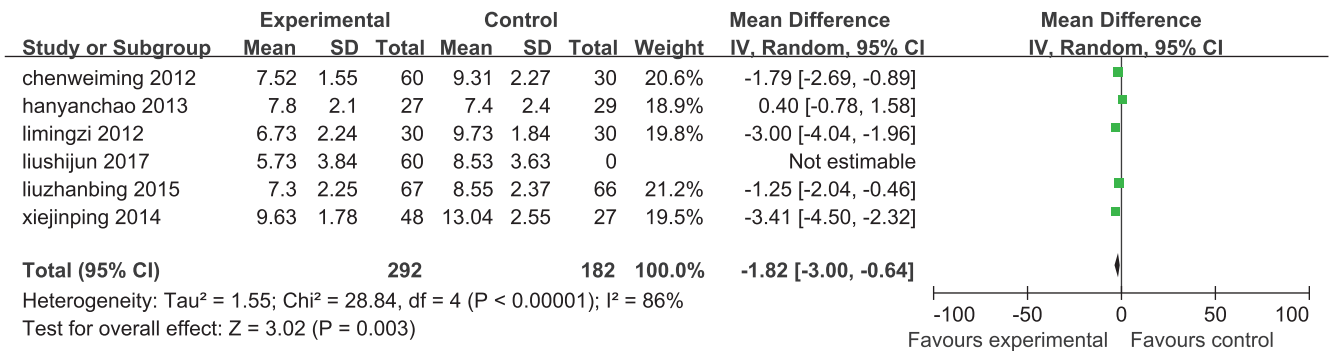 Experimental Control Mean Difference Mean Difference
Study or Subgroup Mean SD Total Mean SD Total Weight IV, Random, 95% CI IV, Random, 95% CI
chenweiming 2012 7.52 1.55 60 9.31 2.27 30 20.6% -1.79 [-2.69, -0.89]
hanyanchao 2013 7.8 2.1 27 7.4 2.4 29 18.9% 0.40 [-0.78, 1.58]
limingzi 2012 6.73 2.24 30 9.73 1.84 30 19.8% -3.00 [-4.04, -1.96]
liushijun 2017 5.73 3.84 60 8.53 3.63 0 Not estimable
liuzhanbing 2015 7.3 2.25 67 8.55 2.37 66 21.2% -1.25 [-2.04, -0.46]
xiejinping 2014 9.63 1.78 48 13.04 2.55 27 19.5% -3.41 [-4.50, -2.32]
Total (95% CI) 292 182 100.0% -1.82 [-3.00, -0.64]
Heterogeneity: Tau² = 1.55; Chi² = 28.84, df = 4 (P < 0.00001); I² = 86%
Test for overall effect: Z = 3.02 (P = 0.003)
-100 -50 0 50 100
Favours experimental Favours control